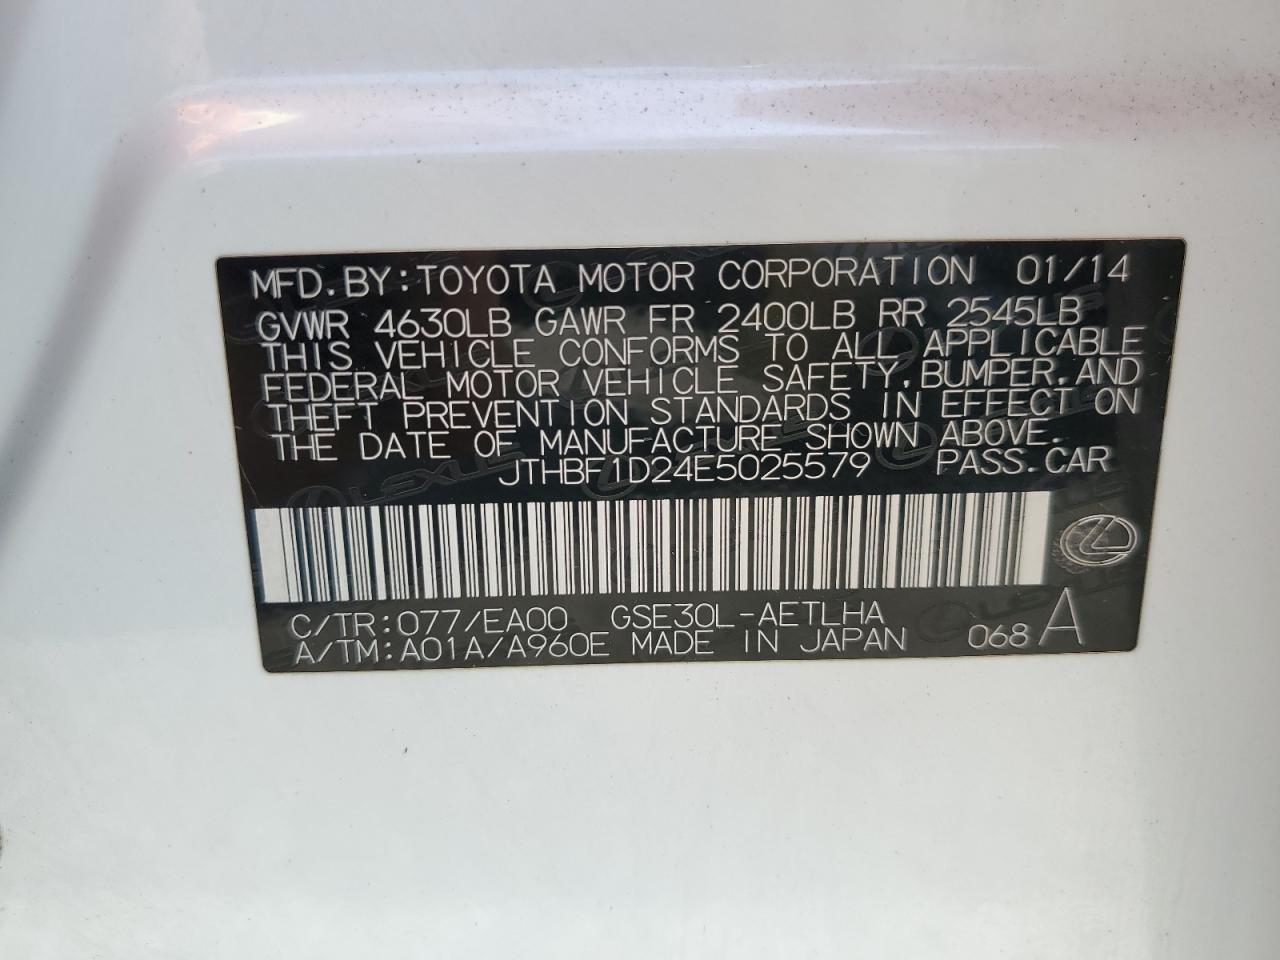 MFD.BY:TOYOTA MOTOR CORPORATION 01/14
GVWR 4630LB GAWR FR 2400LB RR 2545LB
THIS VEHICLE CONFORMS TO ALL APPLICABLE
FEDERAL MOTOR VEHICLE SAFETY,BUMPER,AND
THEFT PREVENTION STANDARDS IN EFFECT ON
THE DATE OF MANUFACTURE SHOWN ABOVE.
JTHBF1D24E5025579 PASS.CAR
LEXUS
C/TR:077/EA00 GSE30L-AETLHA
A/TM:A01A/A960E MADE IN JAPAN 068 A